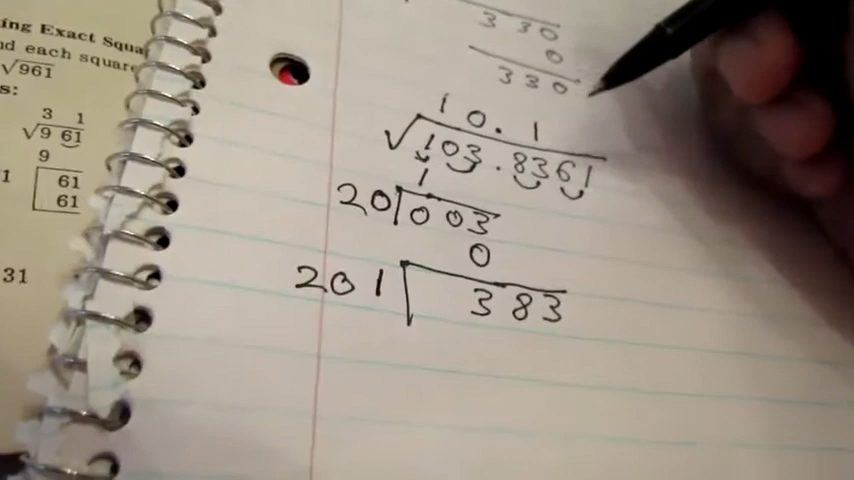 ing Exact Squa
nd each square
√961
s:
3 1
√9 61
9
1 61
61
31
3 3 0
0
3 3 0
1 0. 1
√103.8361
1
20 003
0
201 383